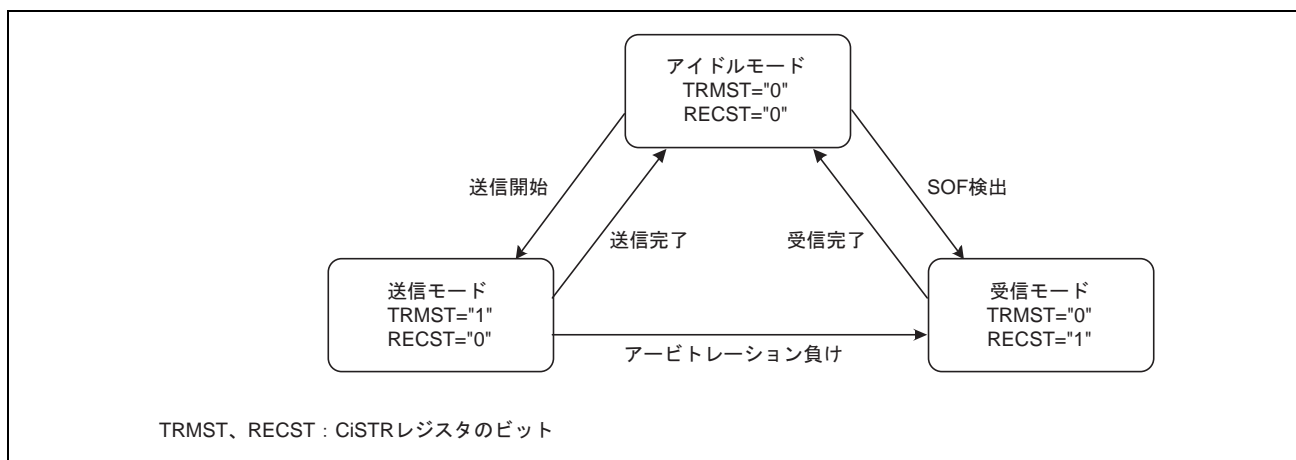 アイドルモード
TRMST="0"
RECST="0"
送信開始
SOF検出
送信完了
受信完了
送信モード
TRMST="1"
RECST="0"
受信モード
TRMST="0"
RECST="1"
アービトレーション負け
TRMST、RECST：CiSTRレジスタのビット